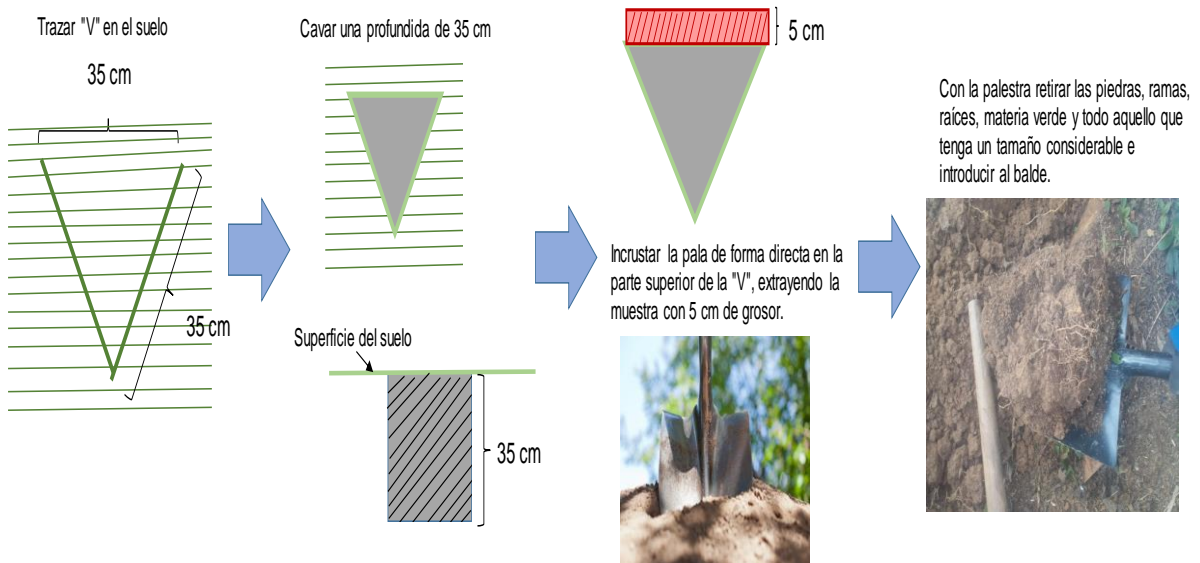 Trazar "V" en el suelo
35 cm
35 cm
Cavar una profundida de 35 cm
Superficie del suelo
35 cm
5 cm
Incrustar la pala de forma directa en la
parte superior de la "V", extrayendo la
muestra con 5 cm de grosor.
Con la palestra retirar las piedras, ramas,
raíces, materia verde y todo aquello que
tenga un tamaño considerable e
introducir al balde.